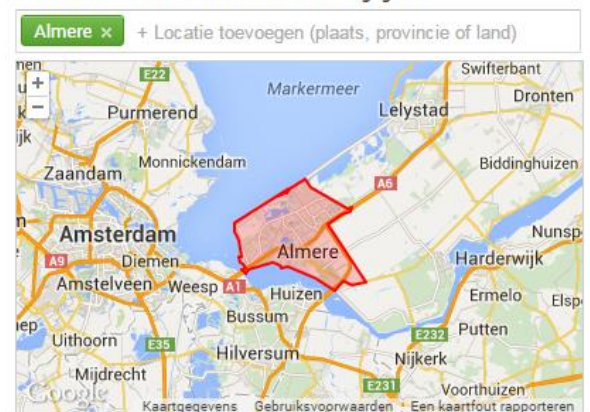 Almere × + Locatie toevoegen (plaats, provincie of land)
Swifterbant
E22
Markermeer
Dronten
Purmerend
Lelystad
Monnickendam
Biddinghuizen
Zaandam
A6
Amsterdam
Nunsp
Almere
A9
Diemen
Harderwijk
Amstelveen
Weesp
A1
Huizen
Ermelo
Elsp
Bussum
Uithoorn
E35
E232
Putten
Hilversum
Nijkerk
Mijdrecht
E231
Voorthuizen
Google
Kaartgegevens Gebruiksvoorwaarden Een kaartfout rapporteren